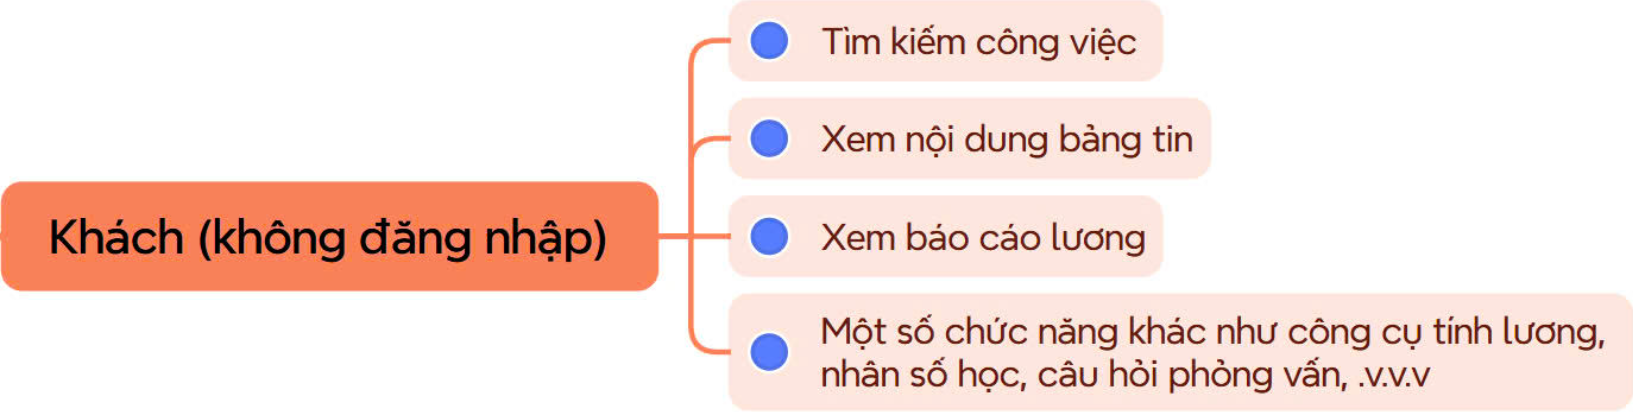 Tìm kiếm công việc
Xem nội dung bảng tin
Khách (không đăng nhập)
Xem báo cáo lương
Một số chức năng khác như công cụ tính lương,
nhân số học, câu hỏi phỏng vấn, .v.v.v